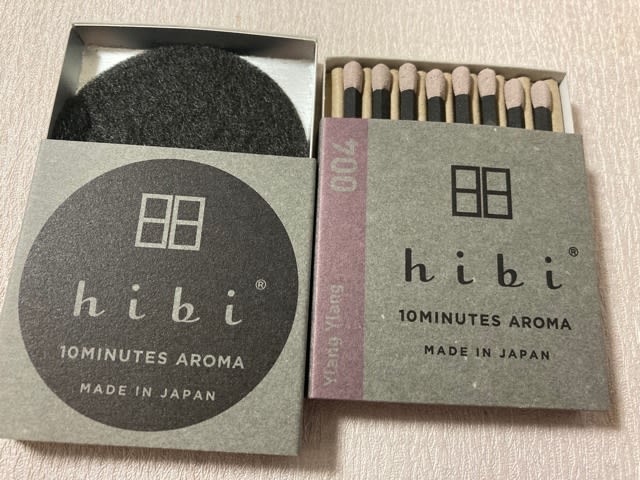 hibi®
10MINUTES AROMA
MADE IN JAPAN
004
Ylang Ylang
hibi®
10MINUTES AROMA
MADE IN JAPAN